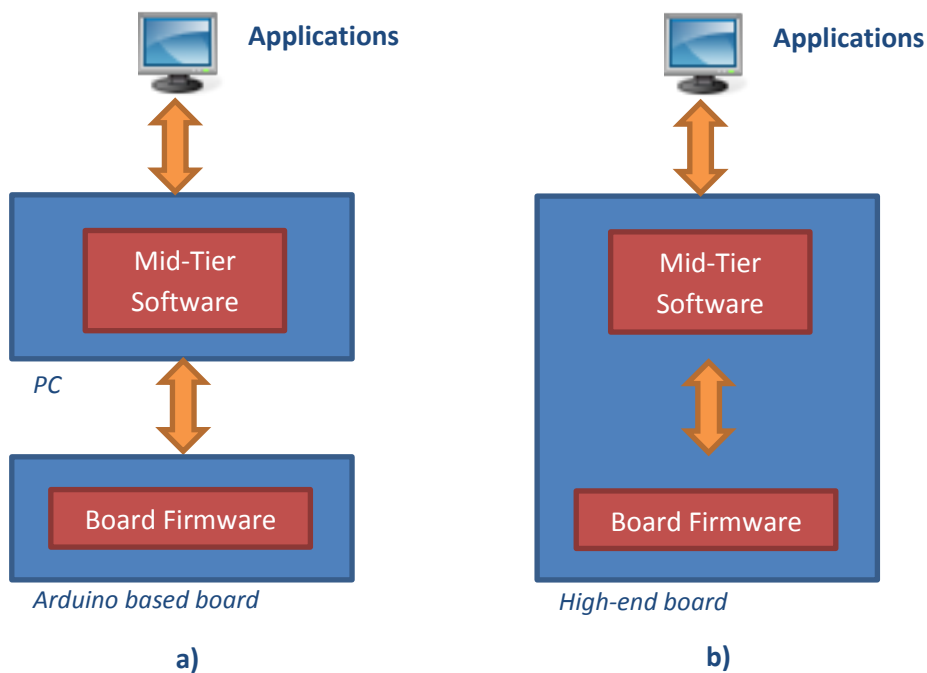 Applications
Mid-Tier
Software
PC
Board Firmware
Arduino based board
a)
Applications
Mid-Tier
Software
Board Firmware
High-end board
b)